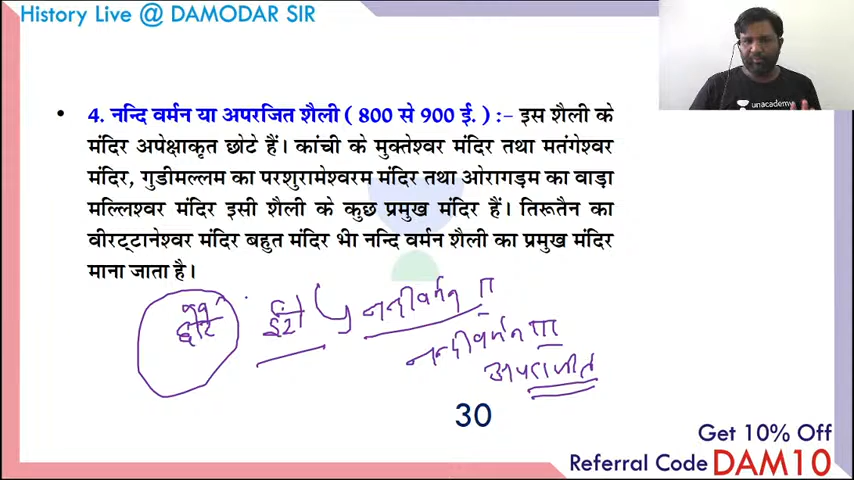 History Live @ DAMODAR SIR
unacademy
• 4. नन्दि वर्मन या अपरजित शैली ( 800 से 900 ई. ) :- इस शैली के
मंदिर अपेक्षाकृत छोटे हैं। कांची के मुक्तेश्वर मंदिर तथा मतंगेश्वर
मंदिर, गुडीमल्लम का परशुरामेश्वरम मंदिर तथा ओरागड़म का वाड़ा
मल्लिश्वर मंदिर इसी शैली के कुछ प्रमुख मंदिर हैं। तिरूतैन का
वीरट्टानेश्वर मंदिर बहुत मंदिर भी नन्दि वर्मन शैली का प्रमुख मंदिर
माना जाता है।
नन्दीवर्मन II
नन्दीवर्मन III
अपराजीत
30
Get 10% Off
Referral Code DAM10